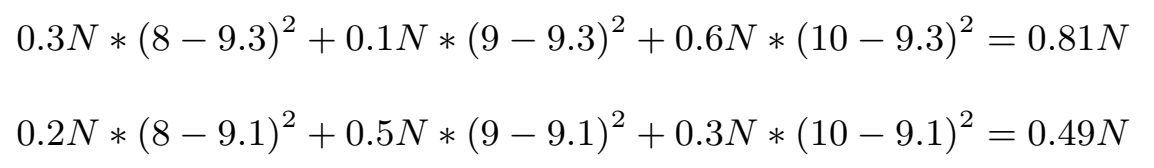 0.3N * (8 − 9.3)² + 0.1N * (9 − 9.3)² + 0.6N * (10 − 9.3)² = 0.81N
0.2N * (8 − 9.1)² + 0.5N * (9 − 9.1)² + 0.3N * (10 − 9.1)² = 0.49N